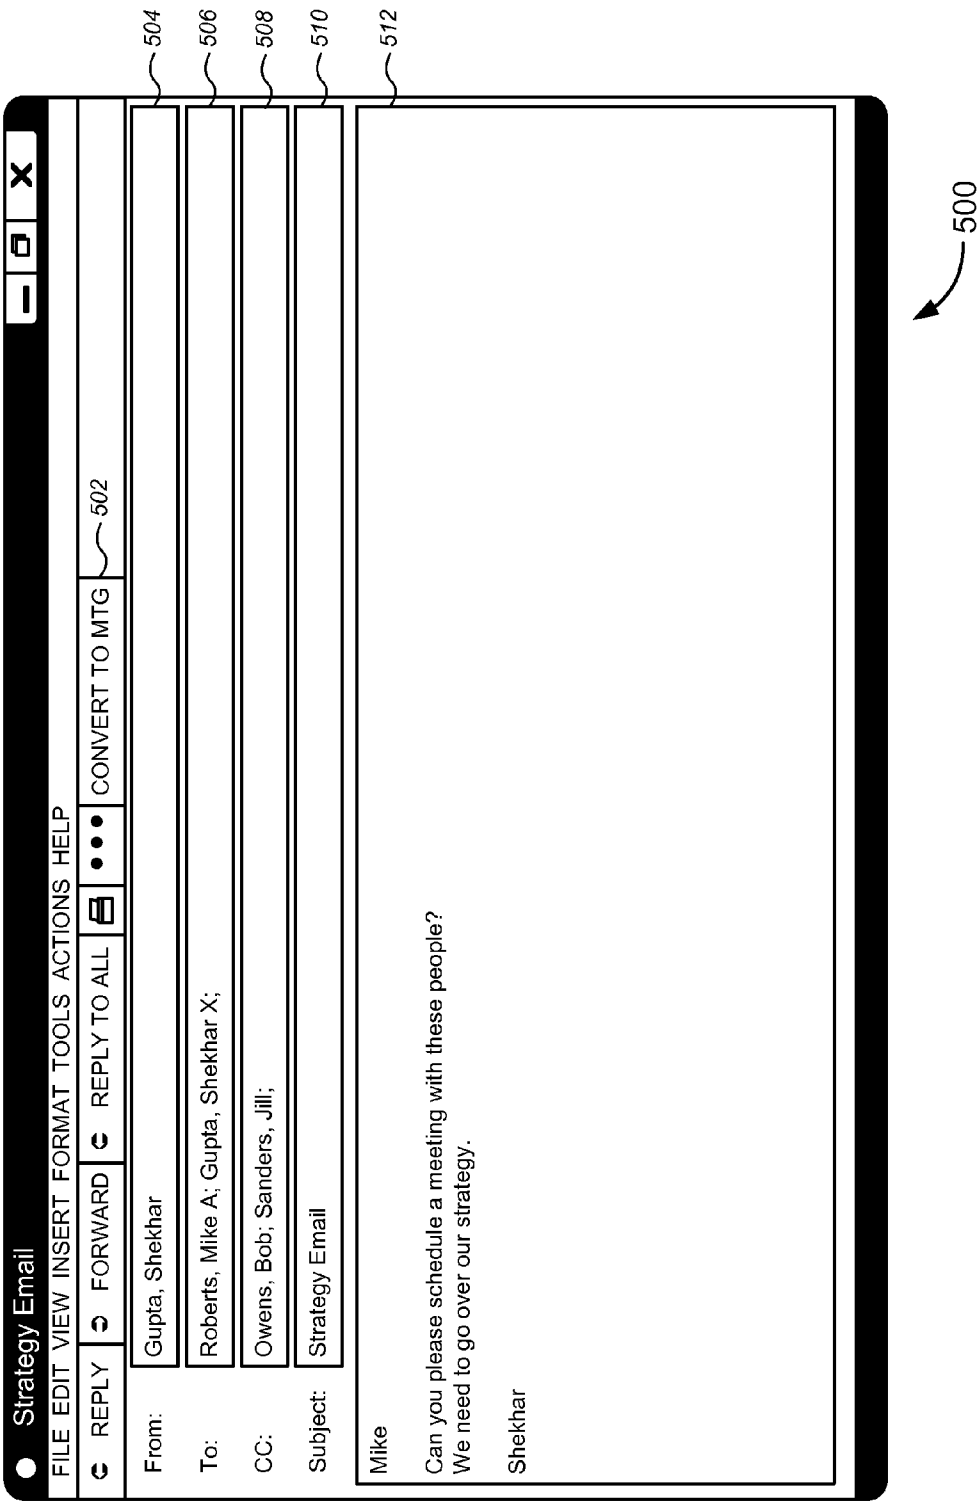 Strategy Email
FILE EDIT VIEW INSERT FORMAT TOOLS ACTIONS HELP
REPLY FORWARD REPLY TO ALL CONVERT TO MTG 502
From: Gupta, Shekhar 504
To: Roberts, Mike A; Gupta, Shekhar X; 506
CC: Owens, Bob; Sanders, Jill; 508
Subject: Strategy Email 510
512
Mike
Can you please schedule a meeting with these people?
We need to go over our strategy.
Shekhar
500